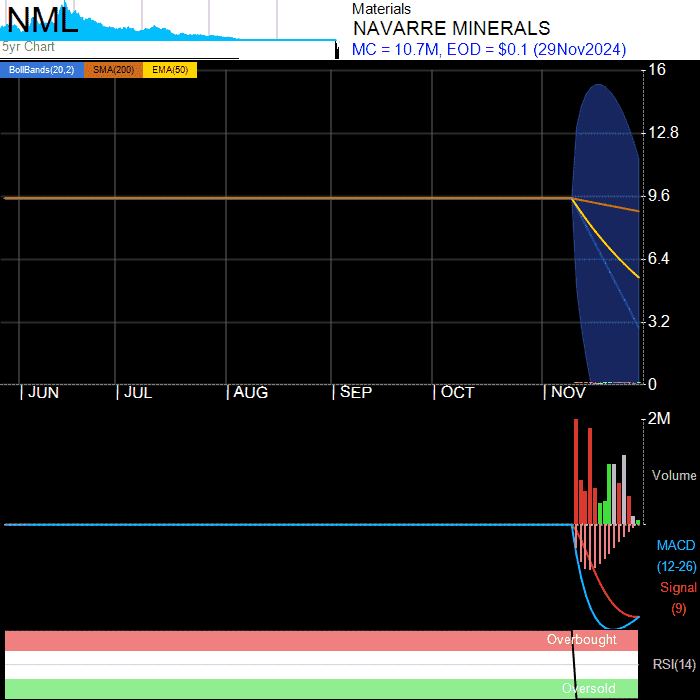 NML
5yr Chart
Materials
NAVARRE MINERALS
MC = 10.7M, EOD = $0.1 (29Nov2024)
BollBands(20,2) SMA(200) EMA(50)
16
12.8
9.6
6.4
3.2
0
JUN JUL AUG SEP OCT NOV
2M
Volume
MACD
(12-26)
Signal
(9)
Overbought
RSI(14)
Oversold